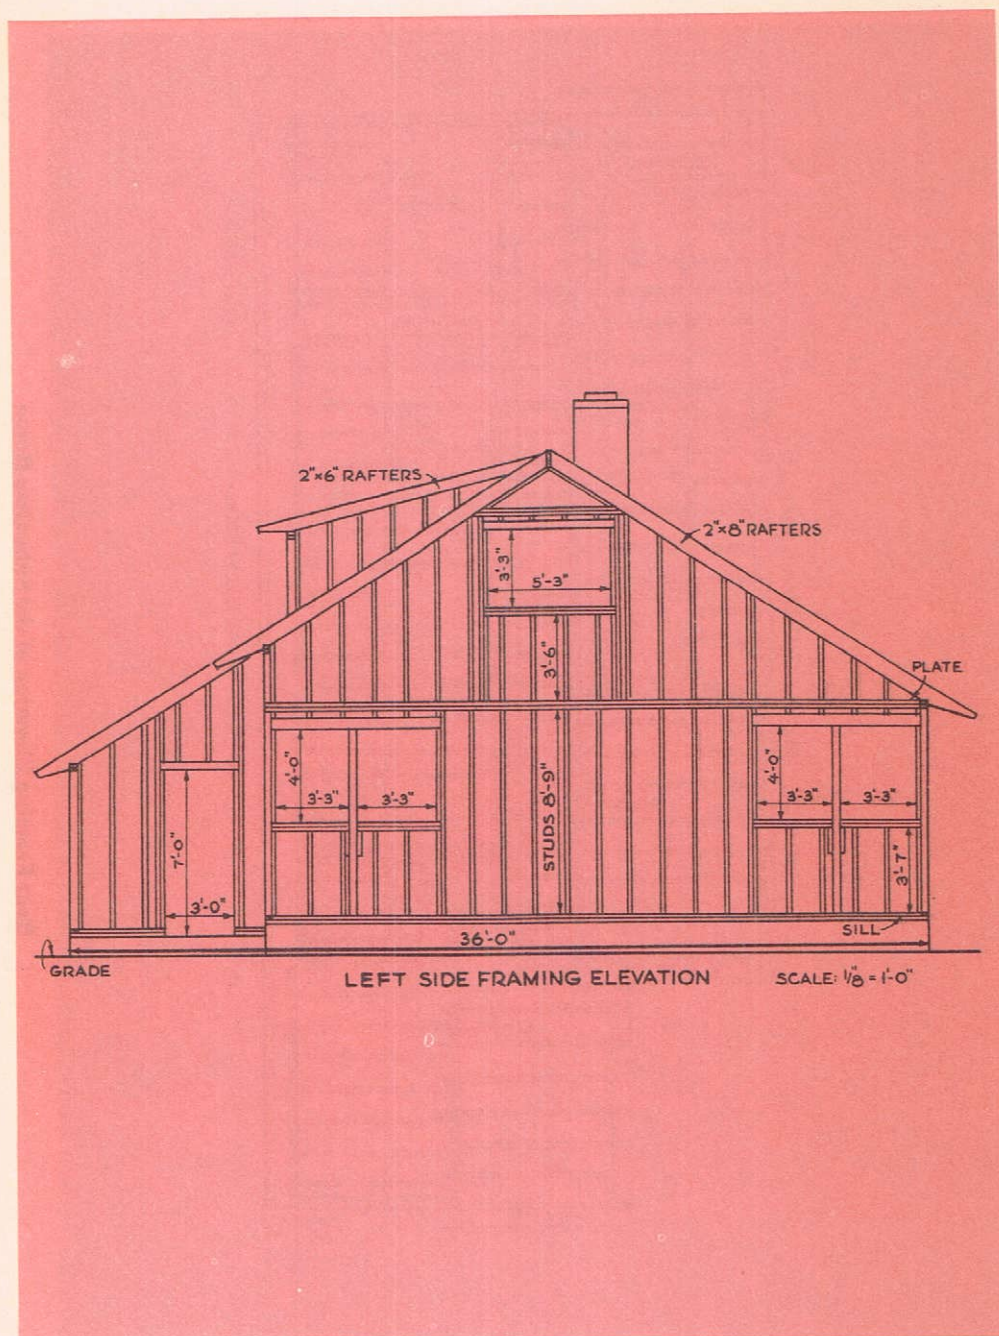 2"×6" RAFTERS
2"×8" RAFTERS
3'-3"
5'-3"
3'-6"
PLATE
4'-0"
3'-3"
3'-3"
STUDS 8'-9"
4'-0"
3'-3"
3'-3"
7'-0"
3'-0"
3'-7"
SILL
36'-0"
GRADE
LEFT SIDE FRAMING ELEVATION
SCALE: 1/8" = 1'-0"